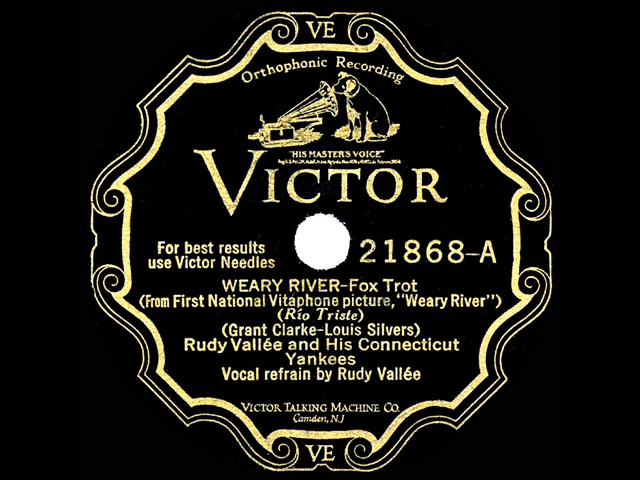 VE
Orthophonic Recording
"HIS MASTER'S VOICE"
VICTOR
For best results
use Victor Needles
21868-A
WEARY RIVER-Fox Trot
(From First National Vitaphone picture, "Weary River")
(Río Triste)
(Grant Clarke-Louis Silvers)
Rudy Vallée and His Connecticut
Yankees
Vocal refrain by Rudy Vallée
VICTOR TALKING MACHINE CO.
Camden, N.J
VE